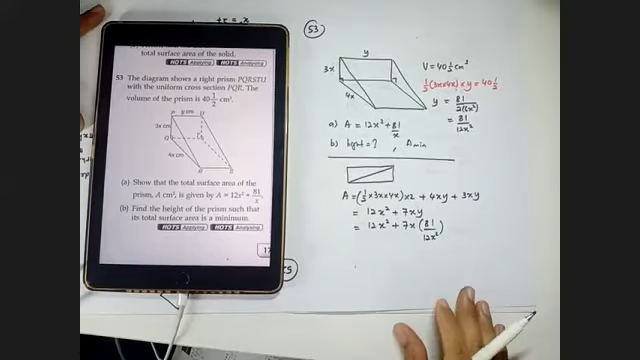 total surface area of the solid.
HOTS Applying HOTS Analysing
53 The diagram shows a right prism PQRSTU
with the uniform cross section PQR. The
volume of the prism is 40 1/2 cm³.
P y cm U
3x cm
Q T
4x cm
R S
(a) Show that the total surface area of the
prism, A cm², is given by A = 12x² + 81/x
(b) Find the height of the prism such that
its total surface area is a minimum.
HOTS Applying HOTS Analysing
17
53
y
3x
4x
V = 40 1/2 cm³
1/2 (3x×4x) × y = 40 1/2
y = 81/2(6x²)
= 81/12x²
a) A = 12x² + 81/x
b) hght = ? , A min
A = (1/2 × 3x × 4x) × 2 + 4xy + 3xy
= 12x² + 7xy
= 12x² + 7x (81/12x²)